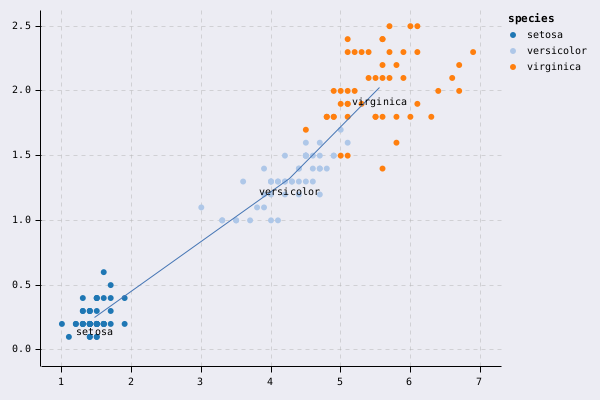 species
setosa
versicolor
virginica
2.5
2.0
1.5
1.0
0.5
0.0
virginica
versicolor
setosa
1 2 3 4 5 6 7